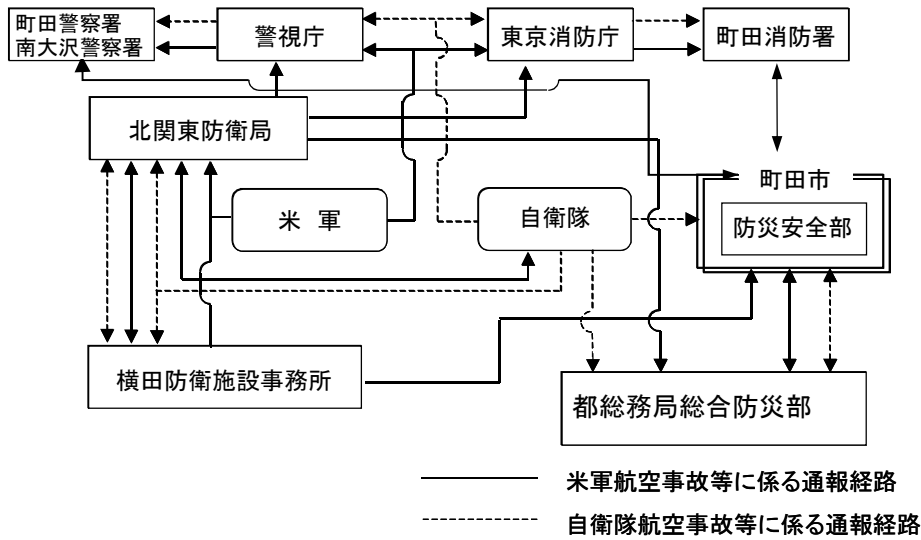 町田警察署
南大沢警察署
警視庁
東京消防庁
町田消防署
北関東防衛局
町田市
米 軍
自衛隊
防災安全部
横田防衛施設事務所
都総務局総合防災部
米軍航空事故等に係る通報経路
自衛隊航空事故等に係る通報経路